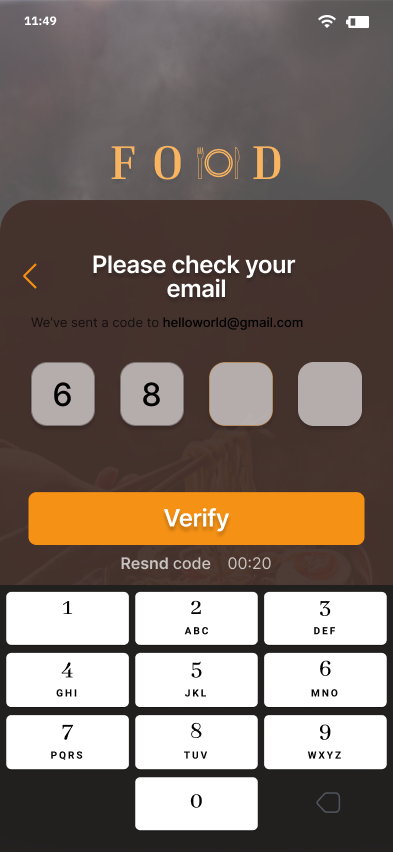 11:49
FOOD
Please check your
email
We've sent a code to helloworld@gmail.com
6 8
Verify
Resnd code 00:20
1 2 3
ABC DEF
4 5 6
GHI JKL MNO
7 8 9
PQRS TUV WXYZ
0